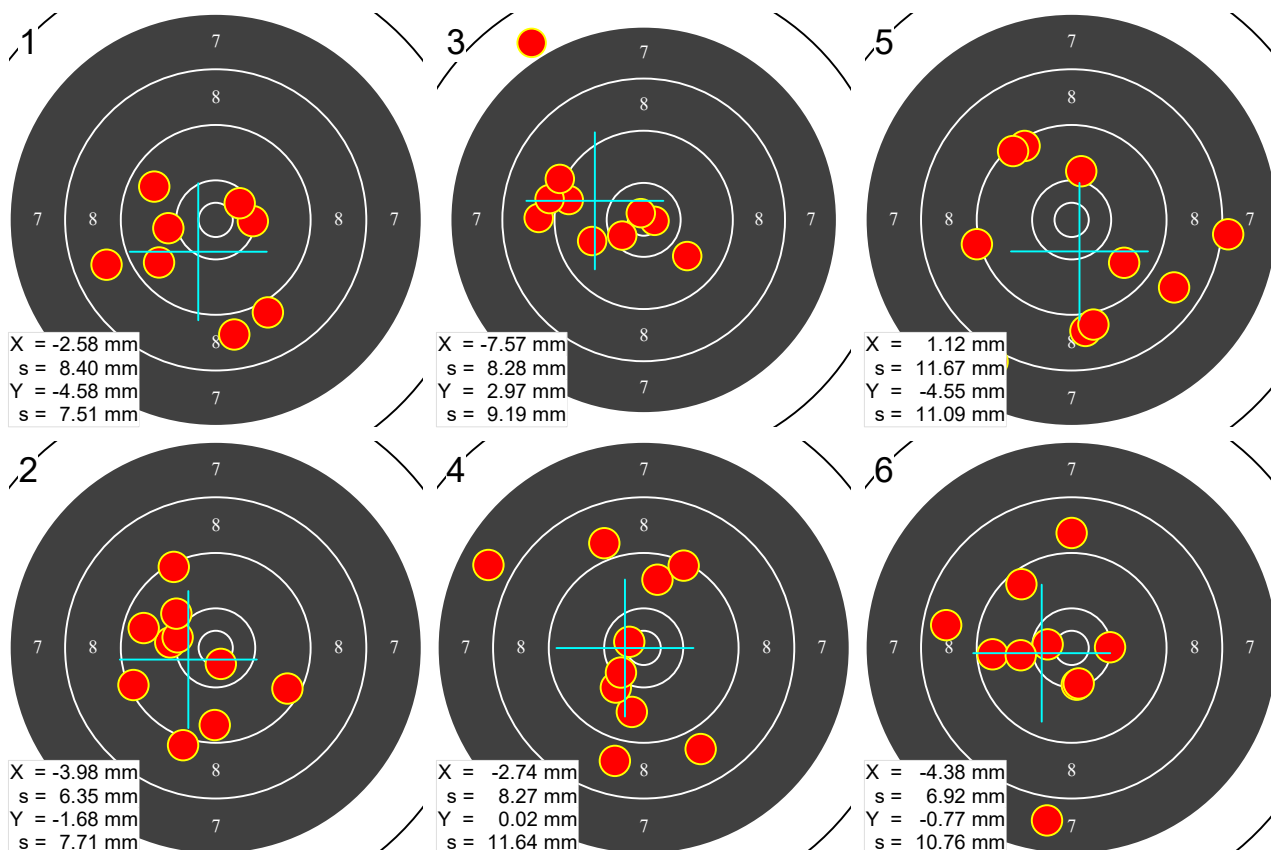 1
7
8
7 8 8 7
8
7
X = -2.58 mm
s = 8.40 mm
Y = -4.58 mm
s = 7.51 mm
3
7
8
7 8 8 7
8
7
X = -7.57 mm
s = 8.28 mm
Y = 2.97 mm
s = 9.19 mm
5
7
8
7 8 8 7
8
7
X = 1.12 mm
s = 11.67 mm
Y = -4.55 mm
s = 11.09 mm
2
7
8
7 8 8 7
8
7
X = -3.98 mm
s = 6.35 mm
Y = -1.68 mm
s = 7.71 mm
4
7
8
7 8 8 7
8
7
X = -2.74 mm
s = 8.27 mm
Y = 0.02 mm
s = 11.64 mm
6
7
8
7 8 8 7
8
7
X = -4.38 mm
s = 6.92 mm
Y = -0.77 mm
s = 10.76 mm